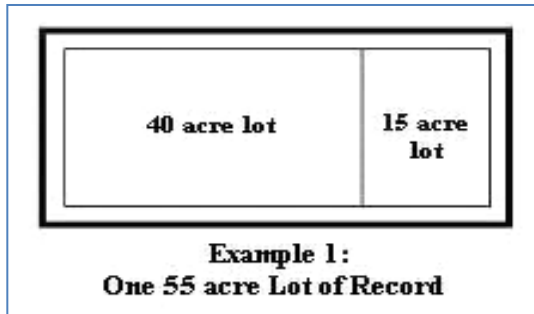 40 acre lot
15 acre
lot
Example 1:
One 55 acre Lot of Record